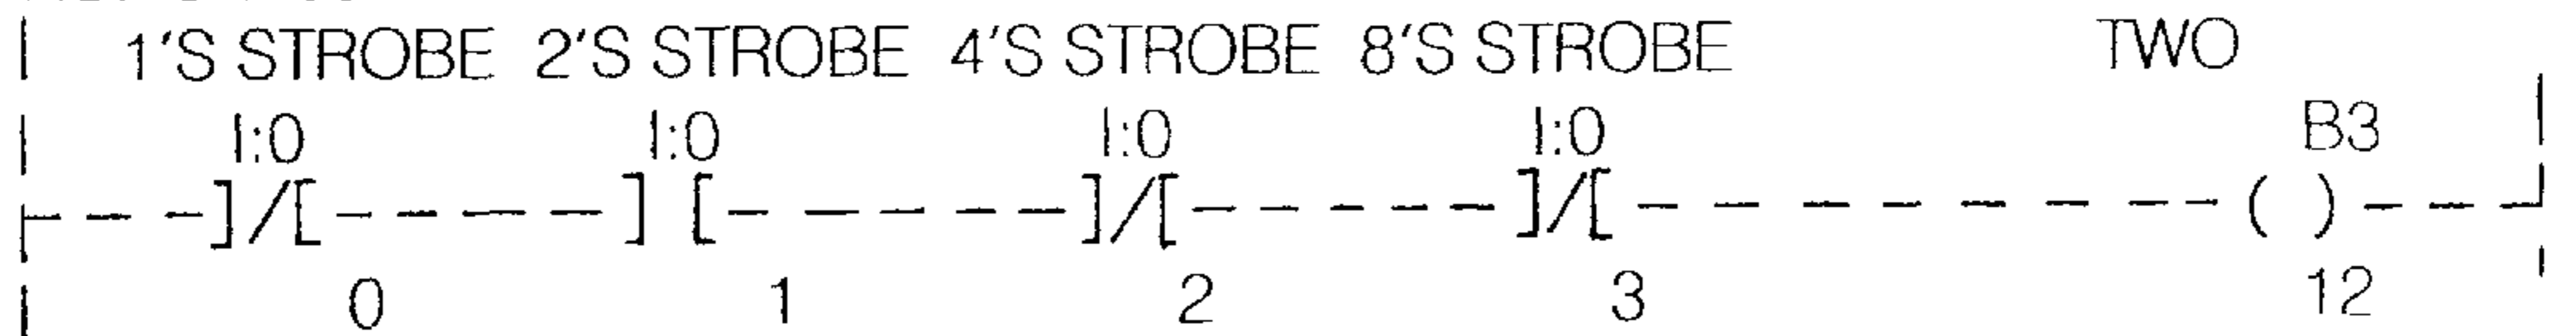 1'S STROBE 2'S STROBE 4'S STROBE 8'S STROBE TWO
I:0 I:0 I:0 I:0 B3
]/[ ] [ ]/[ ]/[ ( )
0 1 2 3 12